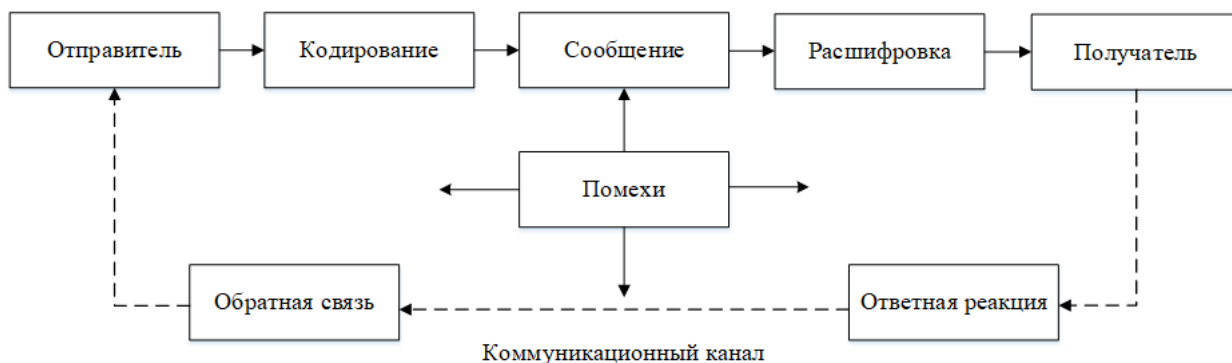 Отправитель
Кодирование
Сообщение
Расшифровка
Получатель
Помехи
Обратная связь
Ответная реакция
Коммуникационный канал